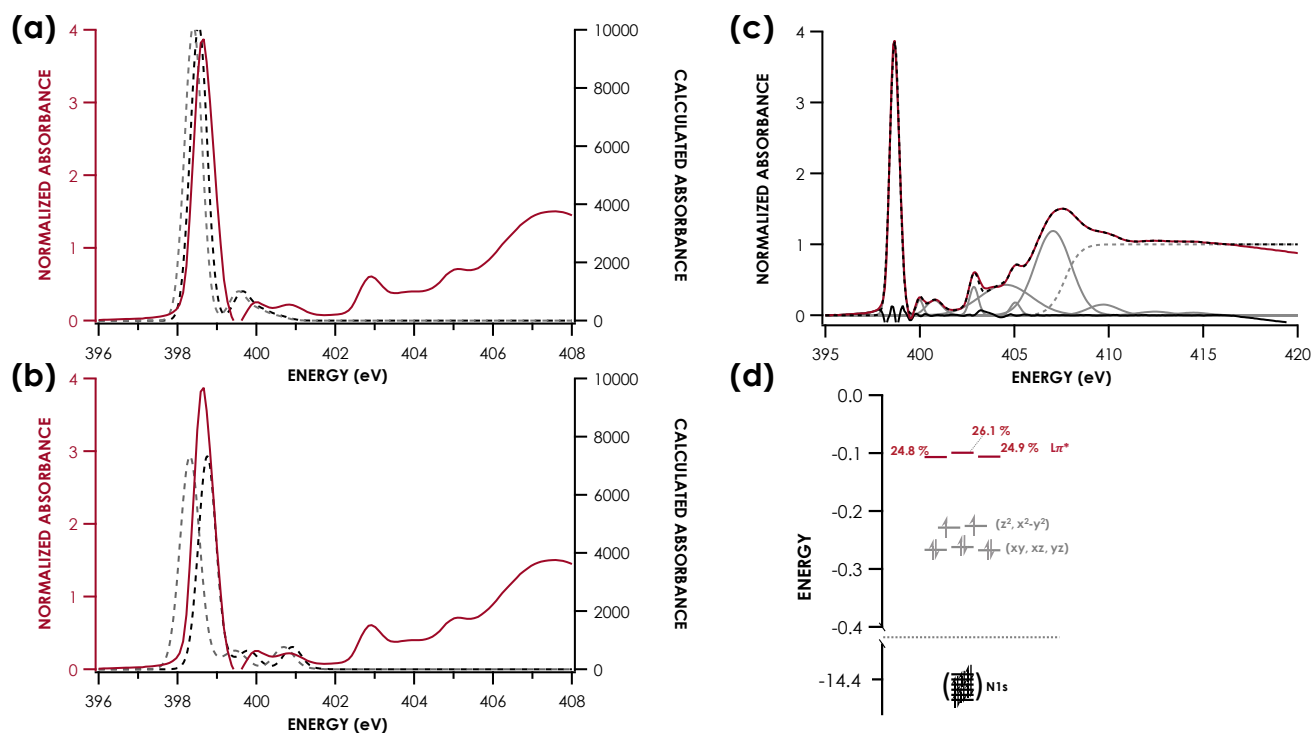 (a)
NORMALIZED ABSORBANCE
4
3
2
1
0
396 398 400 402 404 406 408
ENERGY (eV)
10000
8000
6000
4000
2000
0
CALCULATED ABSORBANCE
(b)
NORMALIZED ABSORBANCE
4
3
2
1
0
396 398 400 402 404 406 408
ENERGY (eV)
10000
8000
6000
4000
2000
0
CALCULATED ABSORBANCE
(c)
NORMALIZED ABSORBANCE
4
3
2
1
0
395 400 405 410 415 420
ENERGY (eV)
(d)
ENERGY
0.0
-0.1
-0.2
-0.3
-0.4
-14.4
26.1 %
24.8 % 24.9 % Lπ*
(z², x²-y²)
(xy, xz, yz)
( ) N1s